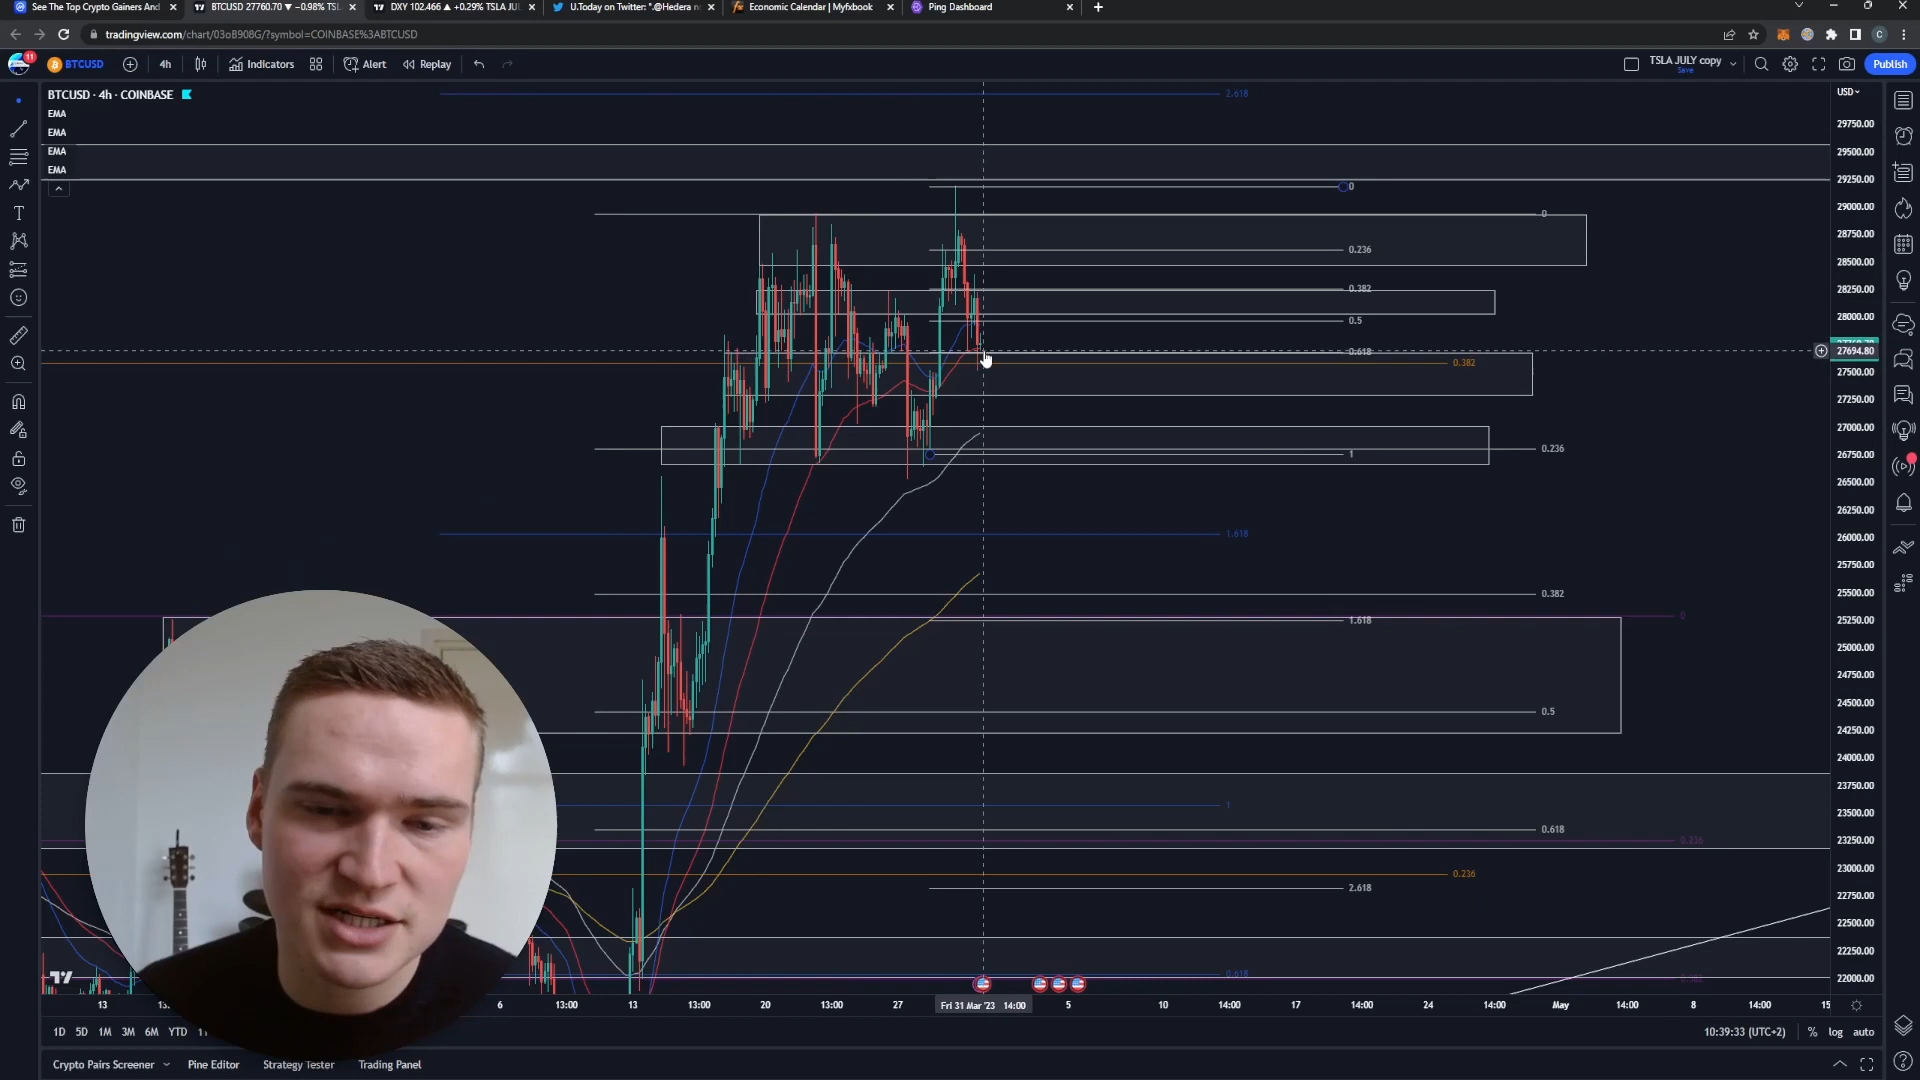 See The Top Crypto Gainers And
BTCUSD 27760.70 ▼ −0.98% TSL
DXY 102.466 ▲ +0.29% TSLA JUL
U.Today on Twitter: ".@Hedera n
Economic Calendar | Myfxbook
Ping Dashboard
tradingview.com/chart/03oB908G/?symbol=COINBASE%3ABTCUSD
11
BTCUSD
4h
Indicators
Alert
Replay
TSLA JULY copy
Save
Publish
BTCUSD · 4h · COINBASE
EMA
EMA
EMA
EMA
USD
2.618
29750.00
29500.00
29250.00
0
29000.00
0
28750.00
0.236
28500.00
0.382
28250.00
0.5
28000.00
0.618
27694.80
0.382
27500.00
27250.00
27000.00
0.236
1
26750.00
26500.00
26250.00
1.618
26000.00
25750.00
0.382
25500.00
0
1.618
25250.00
25000.00
24750.00
0.5
24500.00
24250.00
24000.00
23750.00
1
23500.00
0.618
0.236
23250.00
23000.00
0.236
2.618
22750.00
22500.00
22250.00
0.618
22000.00
13
6
13:00
13
13:00
20
13:00
27
Fri 31 Mar '23 14:00
5
10
14:00
17
14:00
24
14:00
May
14:00
8
14:00
15
1D
5D
1M
3M
6M
YTD
10:39:33 (UTC+2)
%
log
auto
Crypto Pairs Screener
Pine Editor
Strategy Tester
Trading Panel